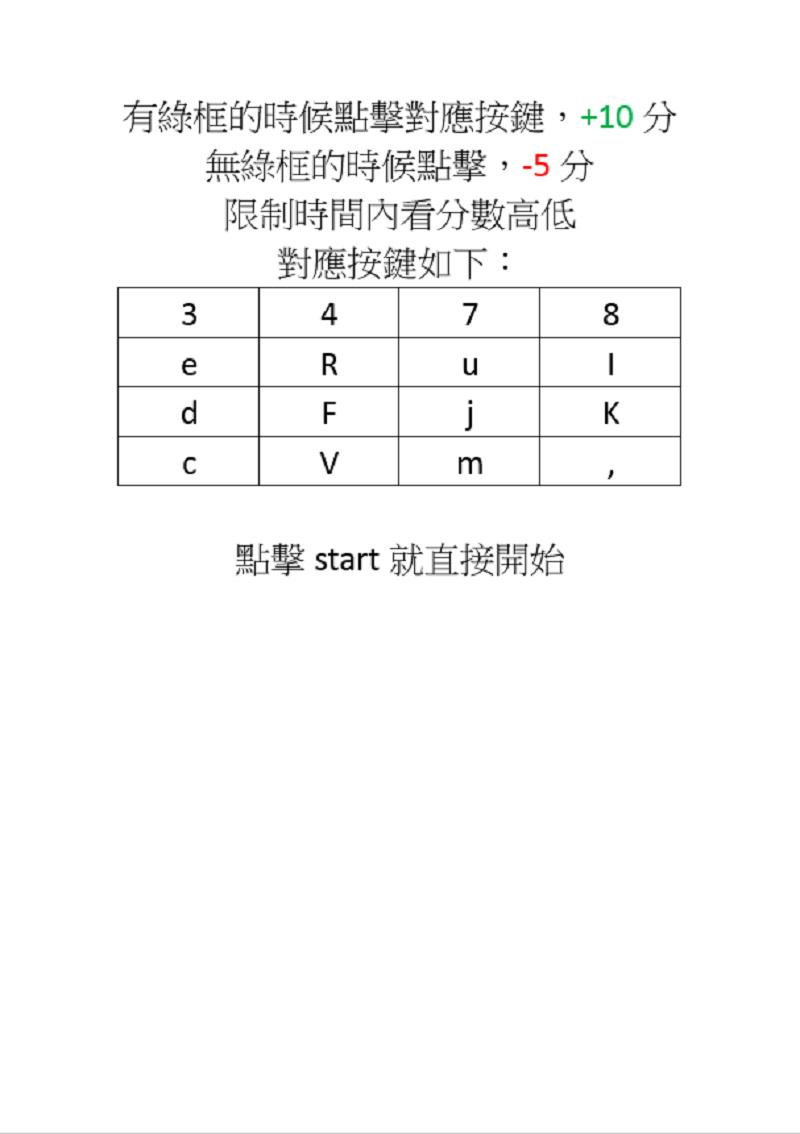 有綠框的時候點擊對應按鍵，+10 分
無綠框的時候點擊，-5 分
限制時間內看分數高低
對應按鍵如下：
3 4 7 8
e R u I
d F j K
c V m ,
點擊 start 就直接開始